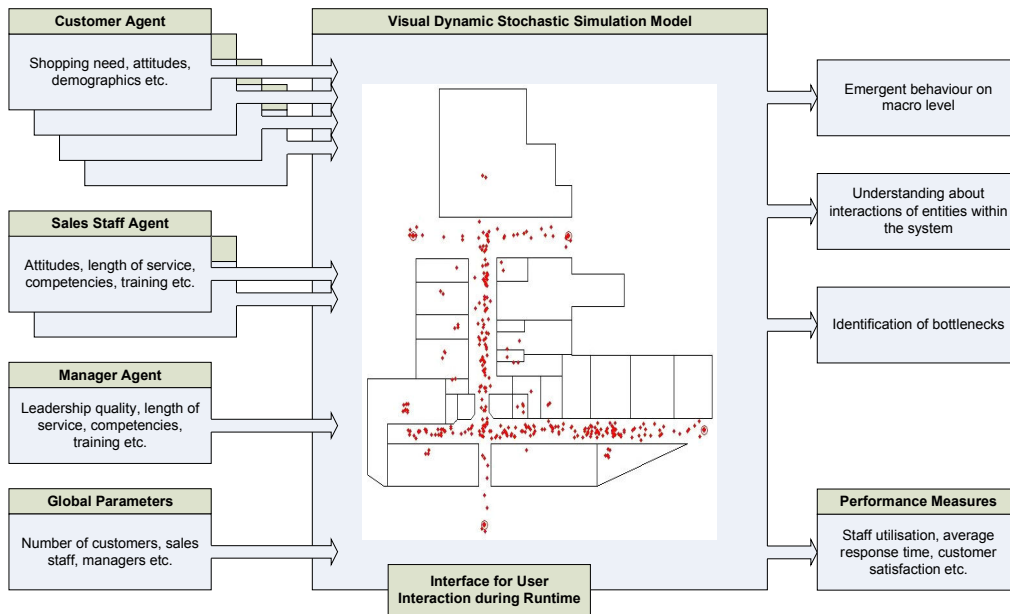 Customer Agent
Shopping need, attitudes,
demographics etc.
Sales Staff Agent
Attitudes, length of service,
competencies, training etc.
Manager Agent
Leadership quality, length of
service, competencies,
training etc.
Global Parameters
Number of customers, sales
staff, managers etc.
Visual Dynamic Stochastic Simulation Model
Interface for User
Interaction during Runtime
Emergent behaviour on
macro level
Understanding about
interactions of entities within
the system
Identification of bottlenecks
Performance Measures
Staff utilisation, average
response time, customer
satisfaction etc.